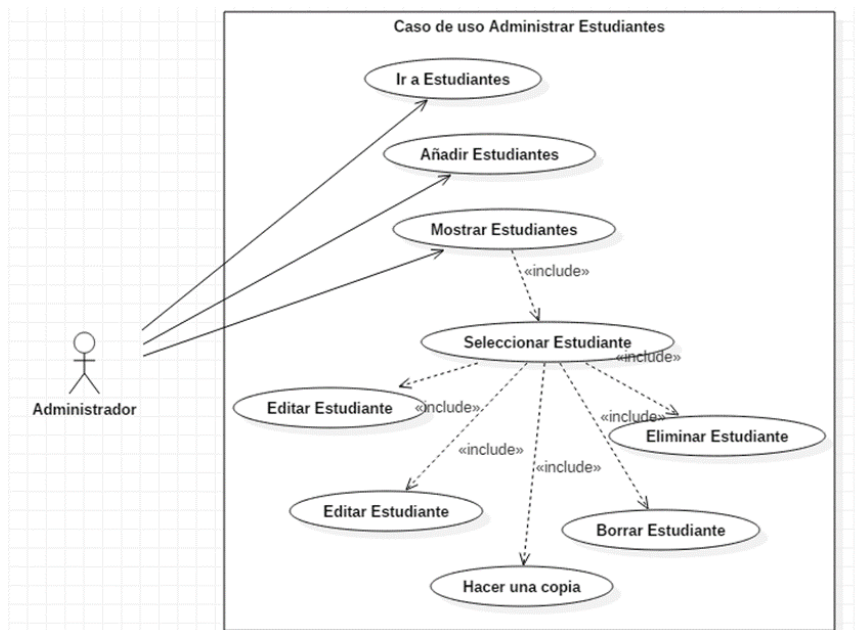 Caso de uso Administrar Estudiantes
Ir a Estudiantes
Añadir Estudiantes
Mostrar Estudiantes
«include»
Seleccionar Estudiante
«include»
Administrador
Editar Estudiante
«include»
«include»
Eliminar Estudiante
«include»
«include»
Editar Estudiante
Borrar Estudiante
Hacer una copia